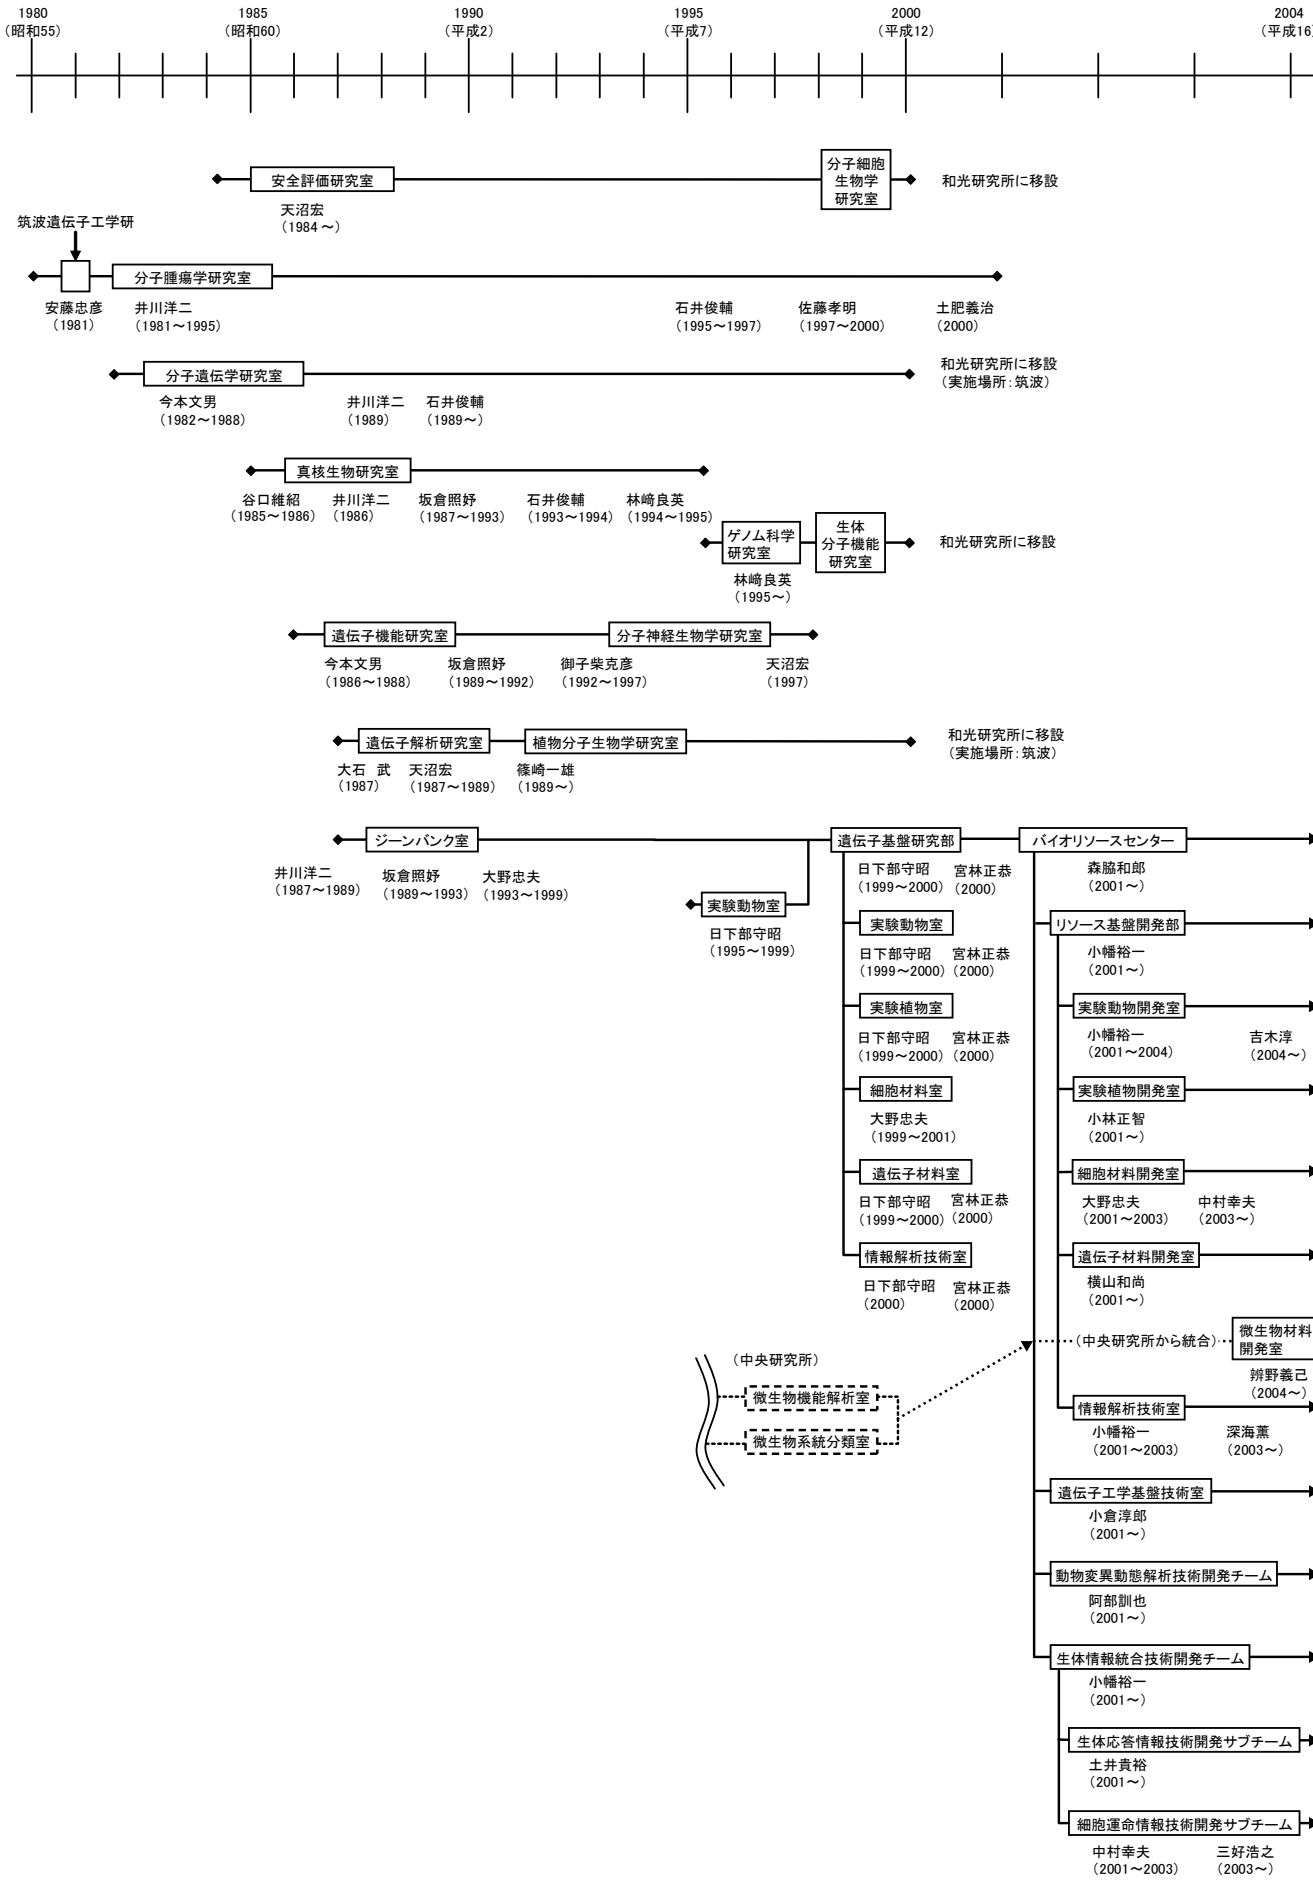 1980
（昭和55）
1985
（昭和60）
1990
（平成2）
1995
（平成7）
2000
（平成12）
2004
（平成16）
安全評価研究室
天沼宏
（1984～）
分子細胞
生物学
研究室
和光研究所に移設
筑波遺伝子工学研
分子腫瘍学研究室
安藤忠彦
（1981）
井川洋二
（1981～1995）
石井俊輔
（1995～1997）
佐藤孝明
（1997～2000）
土肥義治
（2000）
分子遺伝学研究室
今本文男
（1982～1988）
井川洋二
（1989）
石井俊輔
（1989～）
和光研究所に移設
（実施場所：筑波）
真核生物研究室
谷口維紹
（1985～1986）
井川洋二
（1986）
坂倉照妤
（1987～1993）
石井俊輔
（1993～1994）
林﨑良英
（1994～1995）
ゲノム科学
研究室
林﨑良英
（1995～）
生体
分子機能
研究室
和光研究所に移設
遺伝子機能研究室
分子神経生物学研究室
今本文男
（1986～1988）
坂倉照妤
（1989～1992）
御子柴克彦
（1992～1997）
天沼宏
（1997）
遺伝子解析研究室
植物分子生物学研究室
大石　武
（1987）
天沼宏
（1987～1989）
篠崎一雄
（1989～）
和光研究所に移設
（実施場所：筑波）
ジーンバンク室
井川洋二
（1987～1989）
坂倉照妤
（1989～1993）
大野忠夫
（1993～1999）
実験動物室
日下部守昭
（1995～1999）
遺伝子基盤研究部
日下部守昭
（1999～2000）
宮林正恭
（2000）
実験動物室
日下部守昭
（1999～2000）
宮林正恭
（2000）
実験植物室
日下部守昭
（1999～2000）
宮林正恭
（2000）
細胞材料室
大野忠夫
（1999～2001）
遺伝子材料室
日下部守昭
（1999～2000）
宮林正恭
（2000）
情報解析技術室
日下部守昭
（2000）
宮林正恭
（2000）
（中央研究所）
微生物機能解析室
微生物系統分類室
バイオリソースセンター
森脇和郎
（2001～）
リソース基盤開発部
小幡裕一
（2001～）
実験動物開発室
小幡裕一
（2001～2004）
吉木淳
（2004～）
実験植物開発室
小林正智
（2001～）
細胞材料開発室
大野忠夫
（2001～2003）
中村幸夫
（2003～）
遺伝子材料開発室
横山和尚
（2001～）
（中央研究所から統合）
微生物材料
開発室
辨野義己
（2004～）
情報解析技術室
小幡裕一
（2001～2003）
深海薫
（2003～）
遺伝子工学基盤技術室
小倉淳郎
（2001～）
動物変異動態解析技術開発チーム
阿部訓也
（2001～）
生体情報統合技術開発チーム
小幡裕一
（2001～）
生体応答情報技術開発サブチーム
土井貴裕
（2001～）
細胞運命情報技術開発サブチーム
中村幸夫
（2001～2003）
三好浩之
（2003～）